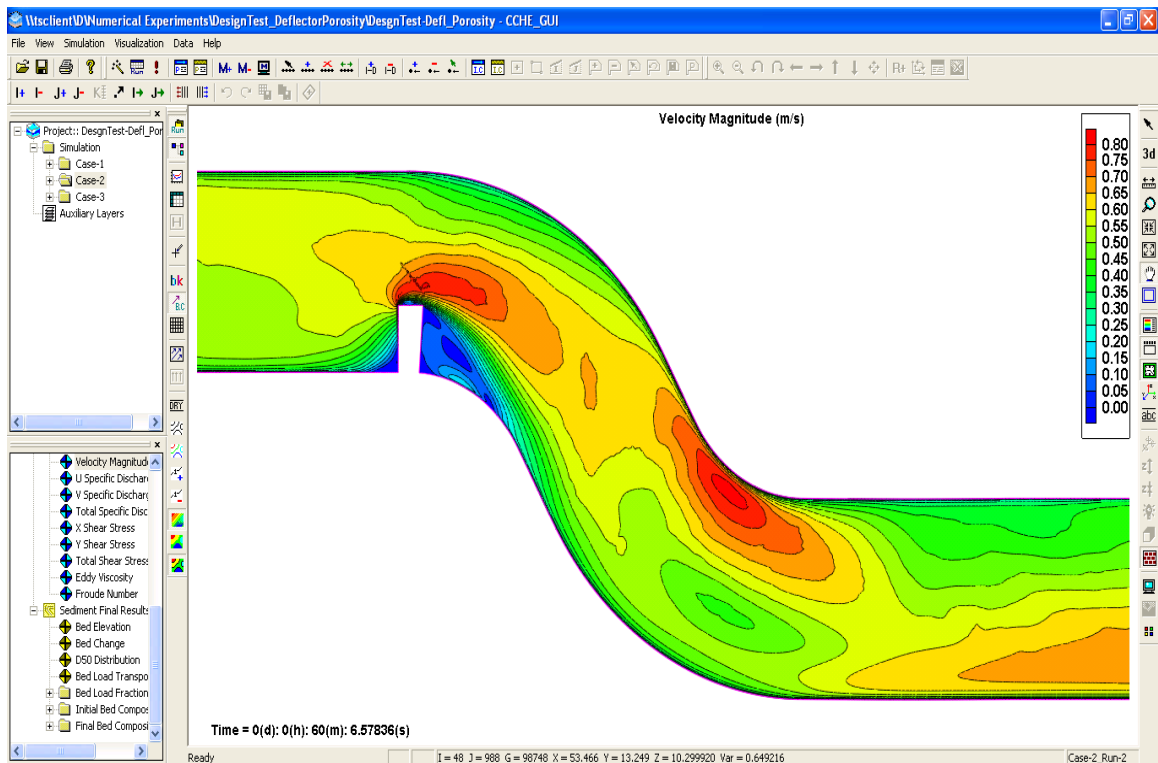 \\tsclient\D\Numerical Experiments\DesignTest_DeflectorPorosity\DesgnTest-Defl_Porosity - CCHE_GUI
File View Simulation Visualization Data Help
M+ M- I.C I.C R+
I+ I- J+ J- I+ J+
Project:: DesgnTest-Defl_Por
Simulation
Case-1
Case-2
Case-3
Auxiliary Layers
Velocity Magnitud
U Specific Dischar
V Specific Discharg
Total Specific Disc
X Shear Stress
Y Shear Stress
Total Shear Stress
Eddy Viscosity
Froude Number
Sediment Final Results
Bed Elevation
Bed Change
D50 Distribution
Bed Load Transpo
Bed Load Fraction
Initial Bed Compos
Final Bed Composi
Run
H
bk
B.C
DRY
Velocity Magnitude (m/s)
0.80
0.75
0.70
0.65
0.60
0.55
0.50
0.45
0.40
0.35
0.30
0.25
0.20
0.15
0.10
0.05
0.00
3d
abc
Time = 0(d): 0(h): 60(m): 6.57836(s)
Ready
I = 48 J = 988 G = 98748 X = 53.466 Y = 13.249 Z = 10.299920 Var = 0.649216
Case-2 Run-2